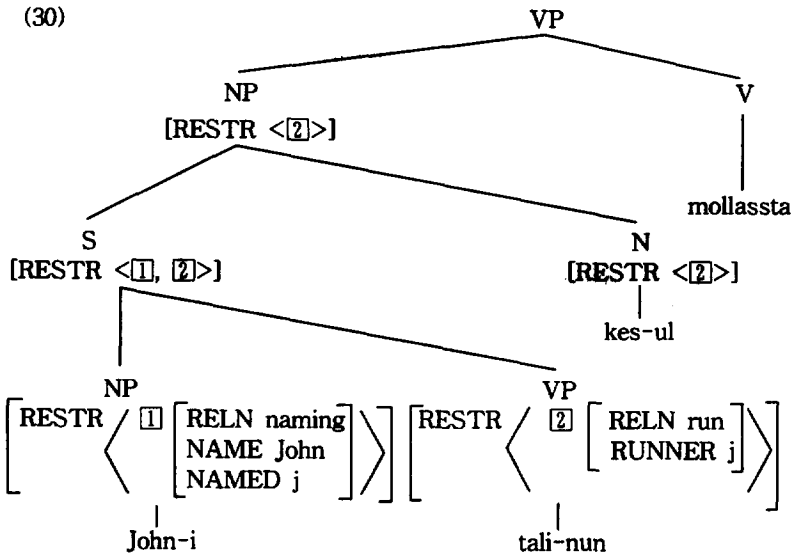 (30)
VP
NP V
[RESTR <[2]>]
mollassta
S N
[RESTR <[1], [2]>] [RESTR <[2]>]
kes-ul
NP VP
[RESTR < [1] [RELN naming NAME John NAMED j] >] [RESTR < [2] [RELN run RUNNER j] >]
John-i tali-nun